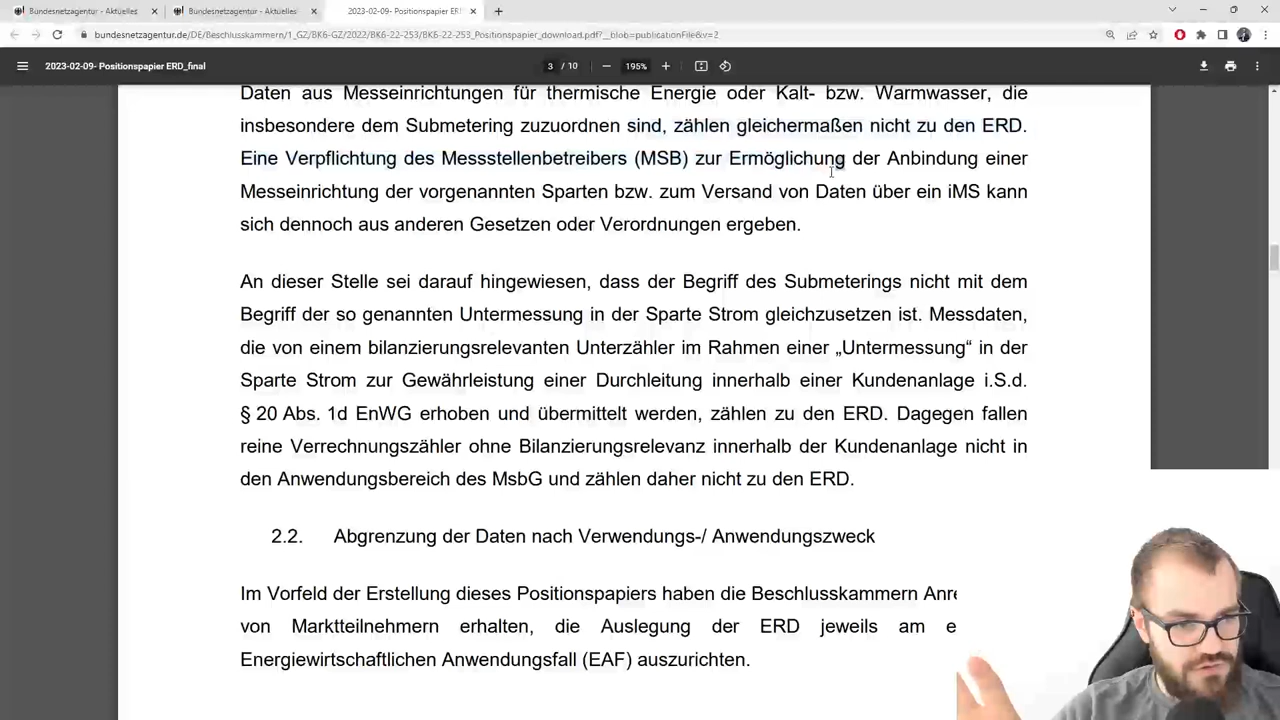 Bundesnetzagentur - Aktuelles
Bundesnetzagentur - Aktuelles
2023-02-09- Positionspapier ERD
bundesnetzagentur.de/DE/Beschlusskammern/1_GZ/BK6-GZ/2022/BK6-22-253/BK6-22-253_Positionspapier_download.pdf?__blob=publicationFile&v=2
2023-02-09- Positionspapier ERD_final
3 / 10
195%
Daten aus Messeinrichtungen für thermische Energie oder Kalt- bzw. Warmwasser, die
insbesondere dem Submetering zuzuordnen sind, zählen gleichermaßen nicht zu den ERD.
Eine Verpflichtung des Messstellenbetreibers (MSB) zur Ermöglichung der Anbindung einer
Messeinrichtung der vorgenannten Sparten bzw. zum Versand von Daten über ein iMS kann
sich dennoch aus anderen Gesetzen oder Verordnungen ergeben.
An dieser Stelle sei darauf hingewiesen, dass der Begriff des Submeterings nicht mit dem
Begriff der so genannten Untermessung in der Sparte Strom gleichzusetzen ist. Messdaten,
die von einem bilanzierungsrelevanten Unterzähler im Rahmen einer „Untermessung“ in der
Sparte Strom zur Gewährleistung einer Durchleitung innerhalb einer Kundenanlage i.S.d.
§ 20 Abs. 1d EnWG erhoben und übermittelt werden, zählen zu den ERD. Dagegen fallen
reine Verrechnungszähler ohne Bilanzierungsrelevanz innerhalb der Kundenanlage nicht in
den Anwendungsbereich des MsbG und zählen daher nicht zu den ERD.
2.2. Abgrenzung der Daten nach Verwendungs-/ Anwendungszweck
Im Vorfeld der Erstellung dieses Positionspapiers haben die Beschlusskammern Anre
von Marktteilnehmern erhalten, die Auslegung der ERD jeweils am e
Energiewirtschaftlichen Anwendungsfall (EAF) auszurichten.